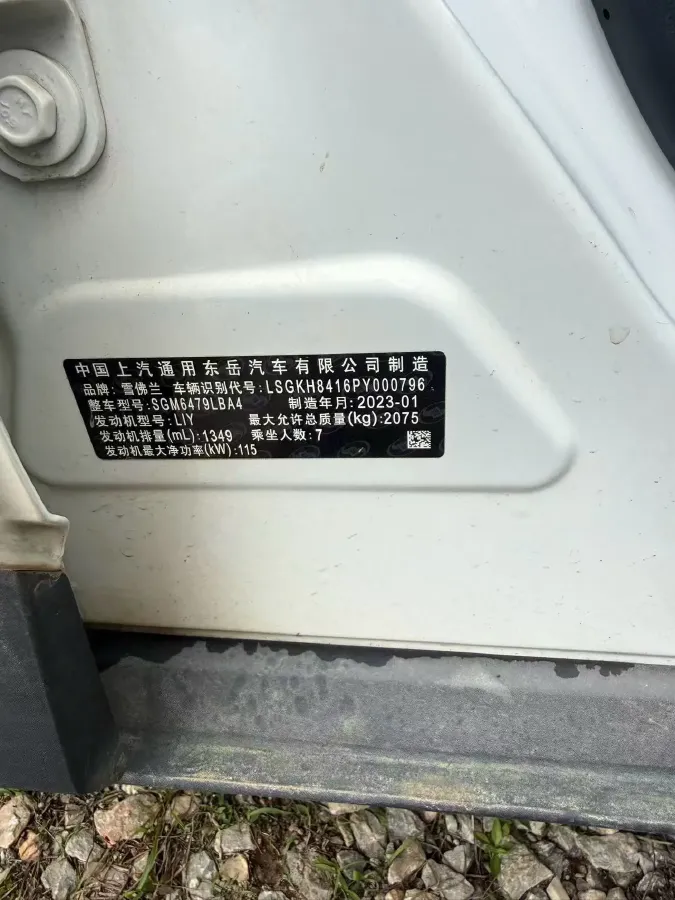 中国上汽通用东岳汽车有限公司制造
品牌: 雪佛兰 车辆识别代号: LSGKH8416PY000796
整车型号: SGM6479LBA4 制造年月: 2023-01
发动机型号: LIY 最大允许总质量(kg): 2075
发动机排量(mL): 1349 乘坐人数: 7
发动机最大净功率(kW): 115